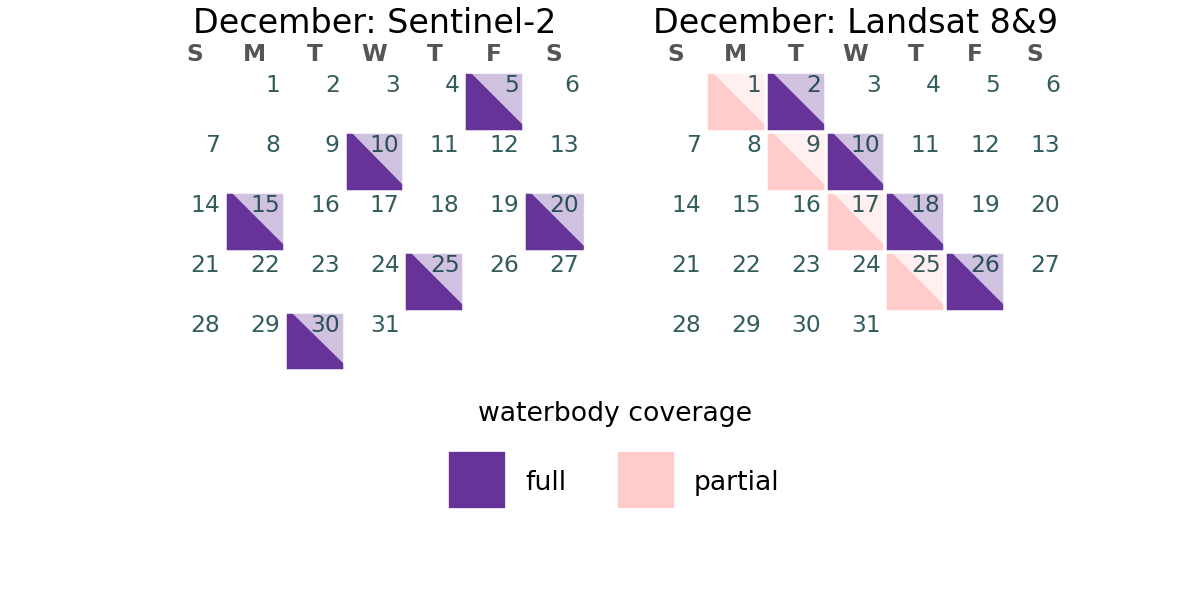 December: Sentinel-2
S M T W T F S
1 2 3 4 5 6
7 8 9 10 11 12 13
14 15 16 17 18 19 20
21 22 23 24 25 26 27
28 29 30 31
December: Landsat 8&9
S M T W T F S
1 2 3 4 5 6
7 8 9 10 11 12 13
14 15 16 17 18 19 20
21 22 23 24 25 26 27
28 29 30 31
waterbody coverage
full partial